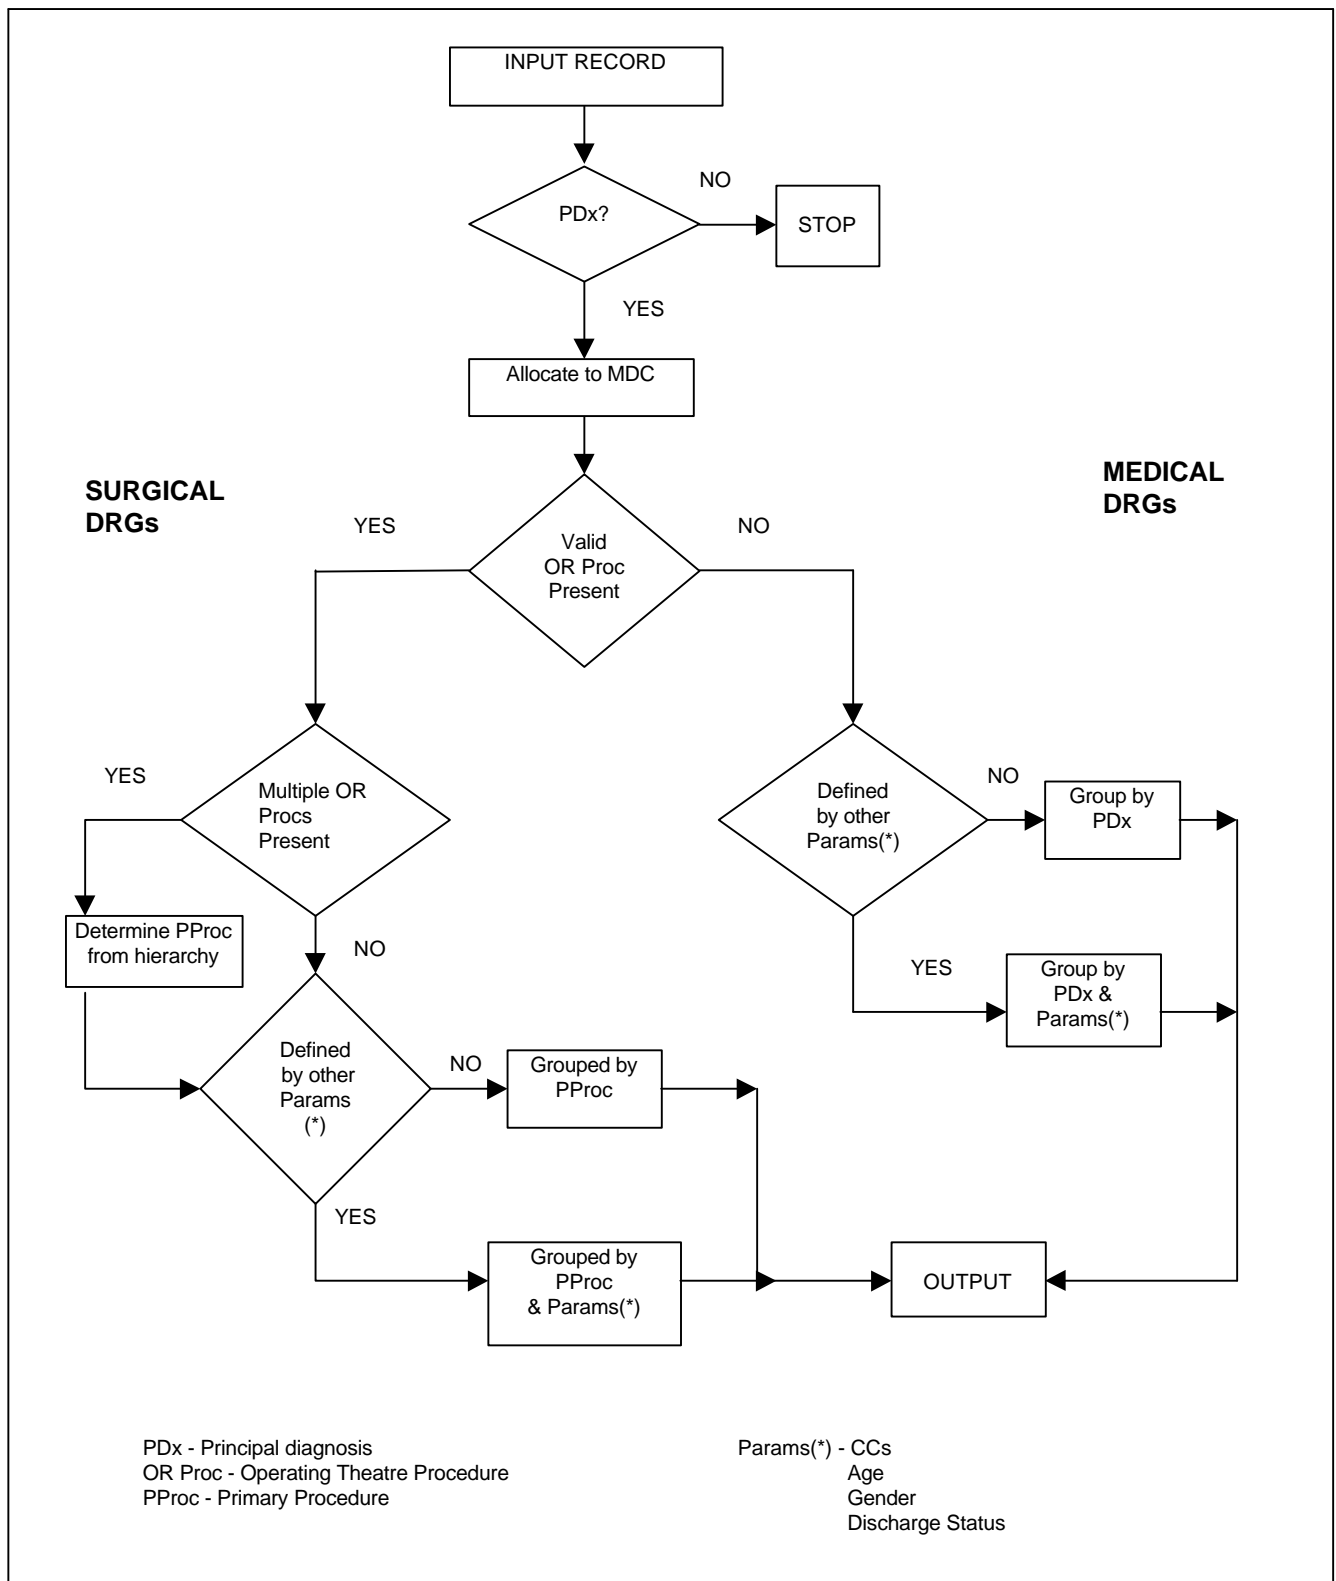 INPUT RECORD
NO
PDx?
STOP
YES
Allocate to MDC
SURGICAL
DRGs
MEDICAL
DRGs
YES
NO
Valid
OR Proc
Present
YES
Multiple OR
Procs
Present
Defined
by other
Params(*)
NO
Group by
PDx
Determine PProc
from hierarchy
NO
YES
Group by
PDx &
Params(*)
Defined
by other
Params
(*)
NO
Grouped by
PProc
YES
Grouped by
PProc
& Params(*)
OUTPUT
PDx - Principal diagnosis
OR Proc - Operating Theatre Procedure
PProc - Primary Procedure
Params(*) - CCs
Age
Gender
Discharge Status